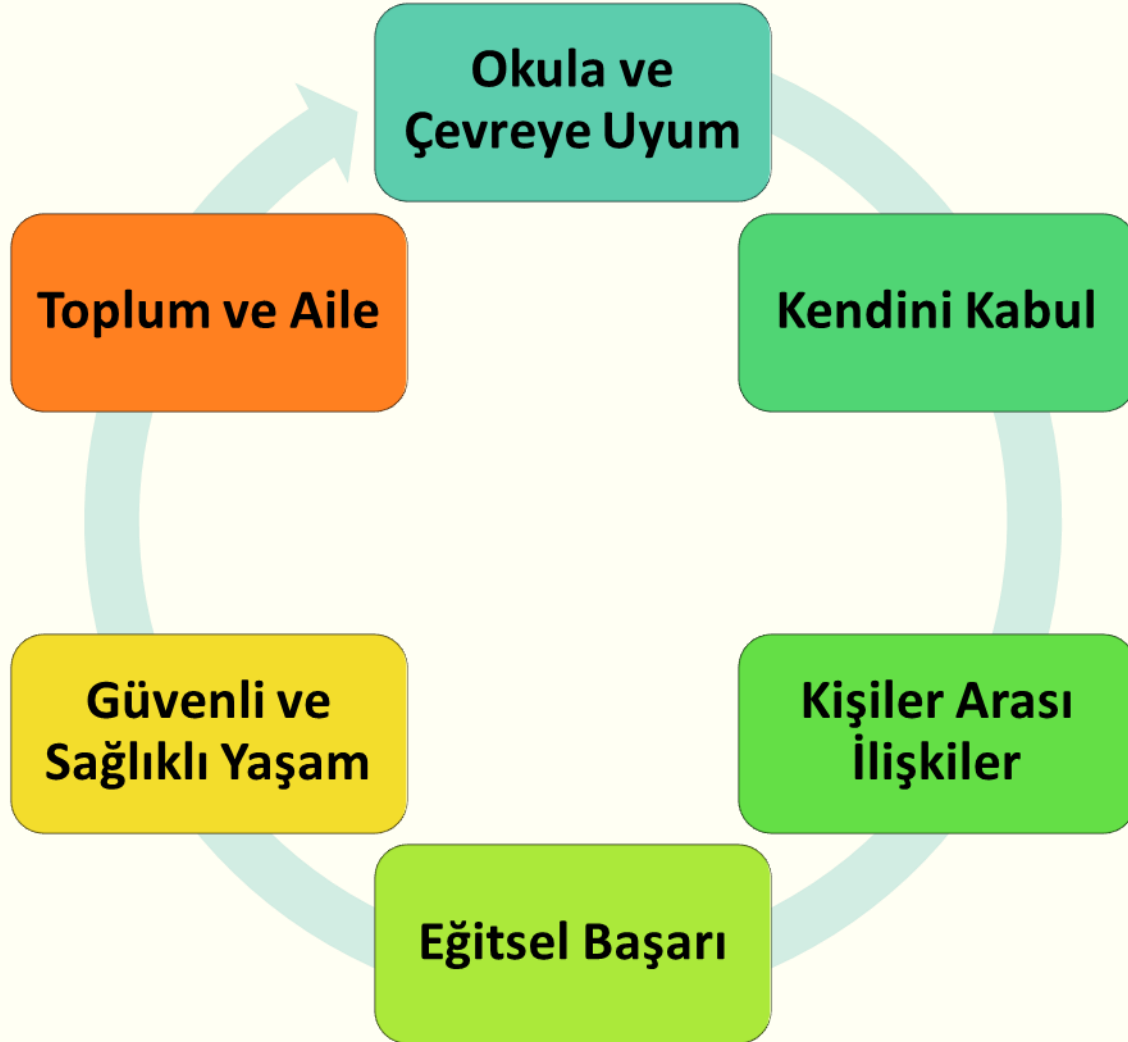 Okula ve
Çevreye Uyum
Kendini Kabul
Kişiler Arası
İlişkiler
Eğitsel Başarı
Güvenli ve
Sağlıklı Yaşam
Toplum ve Aile